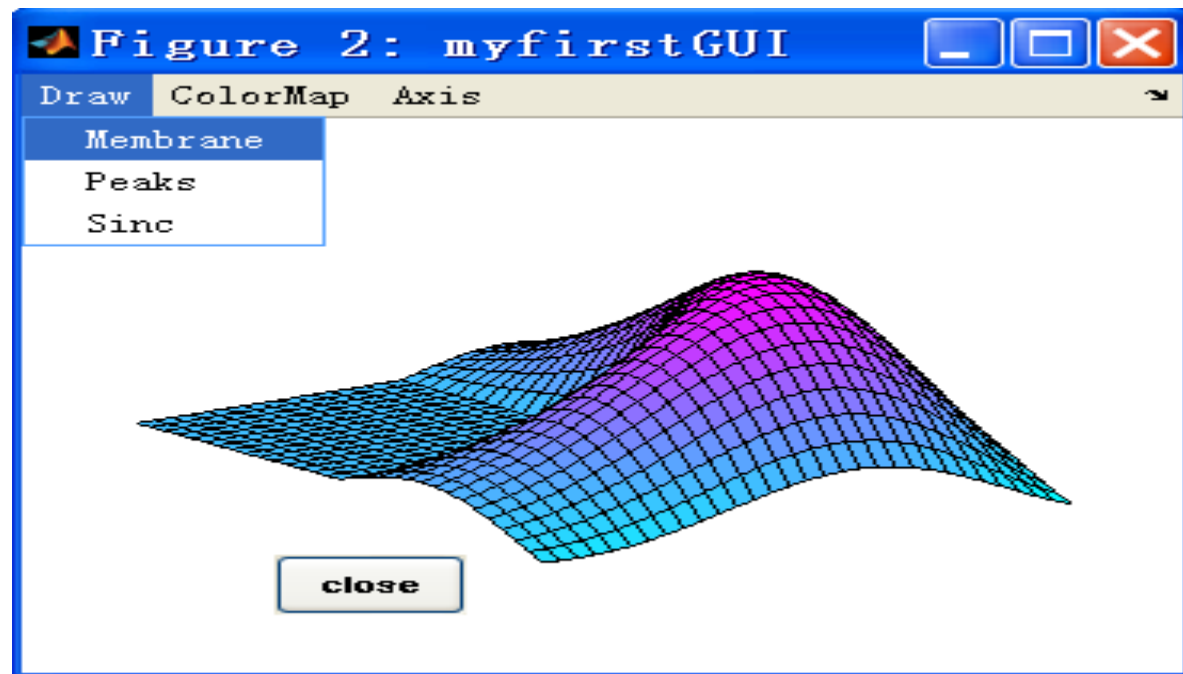 Figure 2: myfirstGUI
Draw ColorMap Axis
Membrane
Peaks
Sinc
close